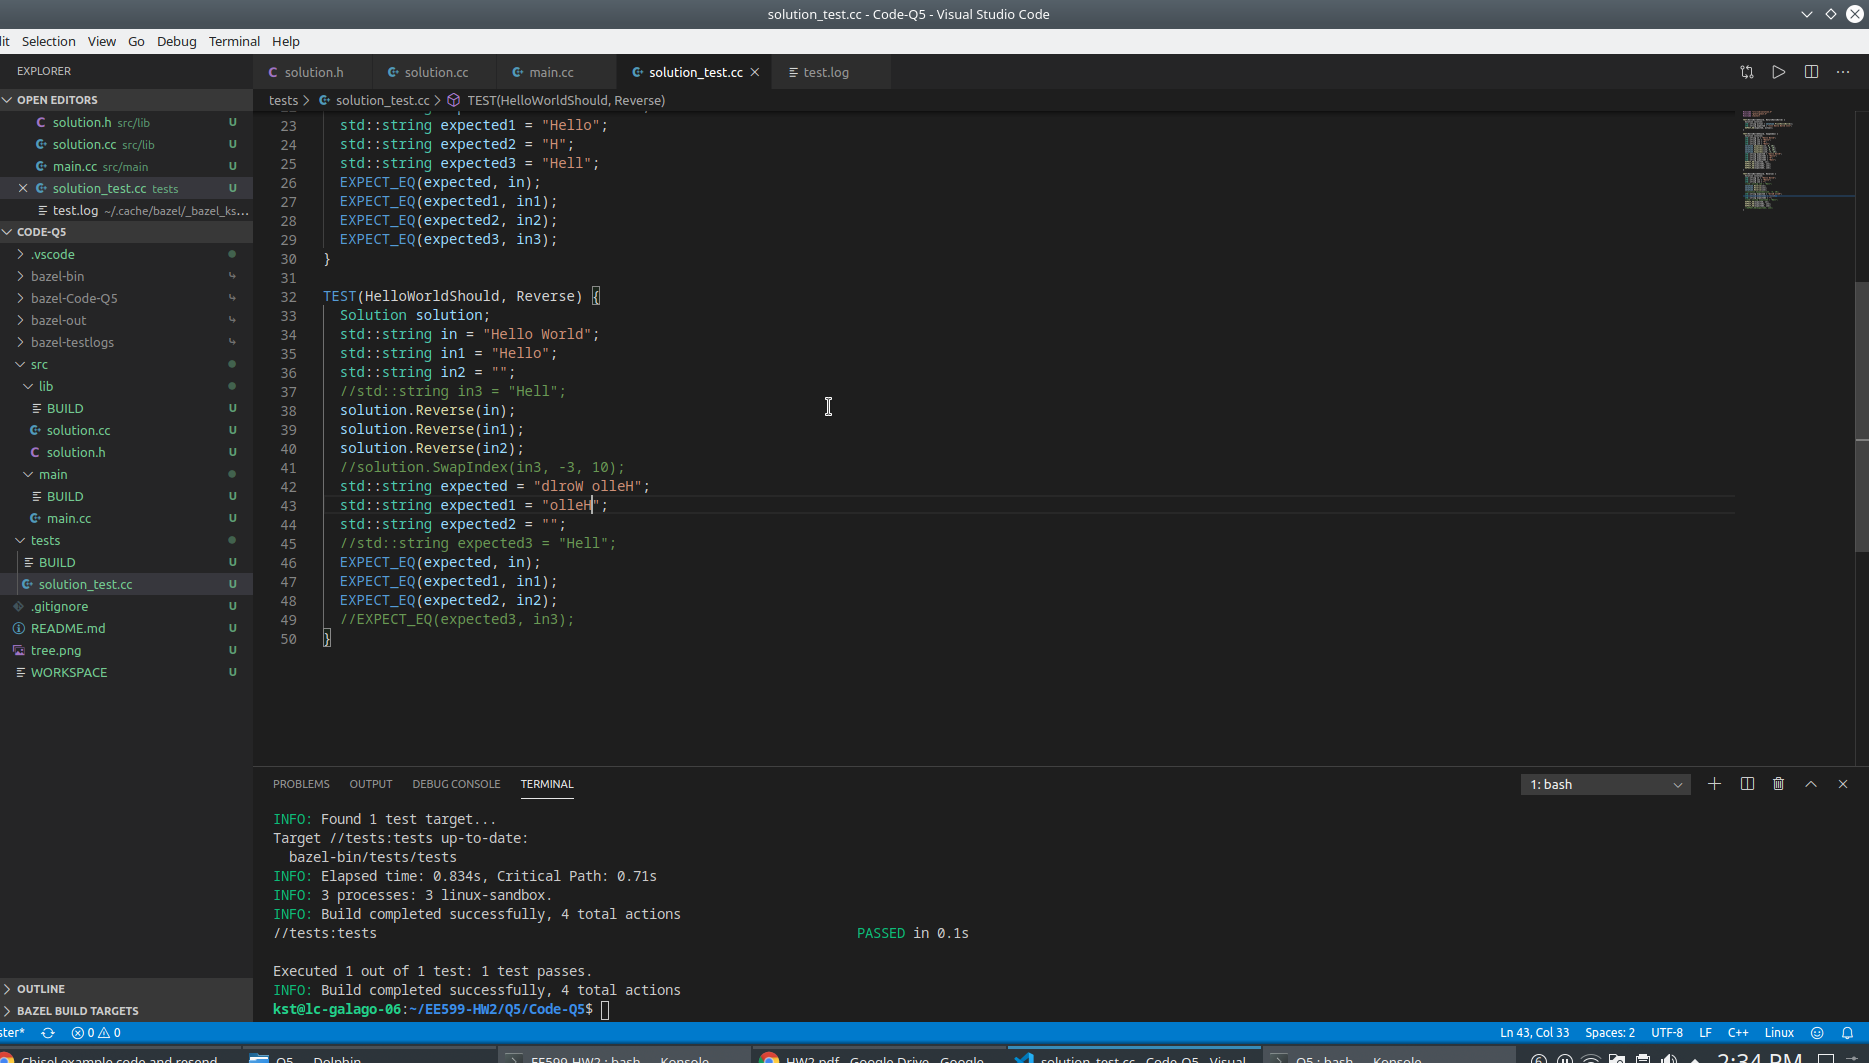 solution_test.cc - Code-Q5 - Visual Studio Code
it Selection View Go Debug Terminal Help
EXPLORER
OPEN EDITORS
solution.h src/lib U
solution.cc src/lib U
main.cc src/main U
solution_test.cc tests U
test.log ~/.cache/bazel/_bazel_ks...
CODE-Q5
.vscode
bazel-bin
bazel-Code-Q5
bazel-out
bazel-testlogs
src
lib
BUILD U
solution.cc U
solution.h U
main
BUILD U
main.cc U
tests
BUILD U
solution_test.cc U
.gitignore U
README.md U
tree.png U
WORKSPACE U
OUTLINE
BAZEL BUILD TARGETS
solution.h solution.cc main.cc solution_test.cc test.log
tests > solution_test.cc > TEST(HelloWorldShould, Reverse)
23 std::string expected1 = "Hello";
24 std::string expected2 = "H";
25 std::string expected3 = "Hell";
26 EXPECT_EQ(expected, in);
27 EXPECT_EQ(expected1, in1);
28 EXPECT_EQ(expected2, in2);
29 EXPECT_EQ(expected3, in3);
30 }
31
32 TEST(HelloWorldShould, Reverse) {
33 Solution solution;
34 std::string in = "Hello World";
35 std::string in1 = "Hello";
36 std::string in2 = "";
37 //std::string in3 = "Hell";
38 solution.Reverse(in);
39 solution.Reverse(in1);
40 solution.Reverse(in2);
41 //solution.SwapIndex(in3, -3, 10);
42 std::string expected = "dlroW olleH";
43 std::string expected1 = "olleH";
44 std::string expected2 = "";
45 //std::string expected3 = "Hell";
46 EXPECT_EQ(expected, in);
47 EXPECT_EQ(expected1, in1);
48 EXPECT_EQ(expected2, in2);
49 //EXPECT_EQ(expected3, in3);
50 }
PROBLEMS OUTPUT DEBUG CONSOLE TERMINAL 1: bash
INFO: Found 1 test target...
Target //tests:tests up-to-date:
bazel-bin/tests/tests
INFO: Elapsed time: 0.834s, Critical Path: 0.71s
INFO: 3 processes: 3 linux-sandbox.
INFO: Build completed successfully, 4 total actions
//tests:tests PASSED in 0.1s
Executed 1 out of 1 test: 1 test passes.
INFO: Build completed successfully, 4 total actions
kst@lc-galago-06:~/EE599-HW2/Q5/Code-Q5$
ster* 0 0 Ln 43, Col 33 Spaces: 2 UTF-8 LF C++ Linux
Chisel example code and resend Q5 — Dolphin EE599-HW2 : bash — Konsole HW2.pdf - Google Drive - Google solution_test.cc - Code-Q5 - Visual Q5 : bash — Konsole 2:34 PM